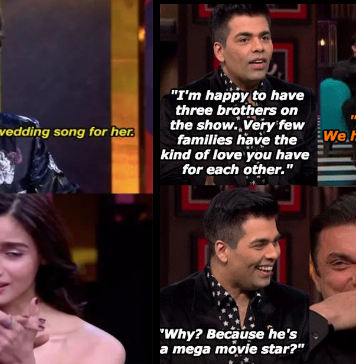 wedding song for her.
"I'm happy to have
three brothers on
the show. Very few
families have the
kind of love you have
for each other."
We
"Why? Because he's
a mega movie star?"